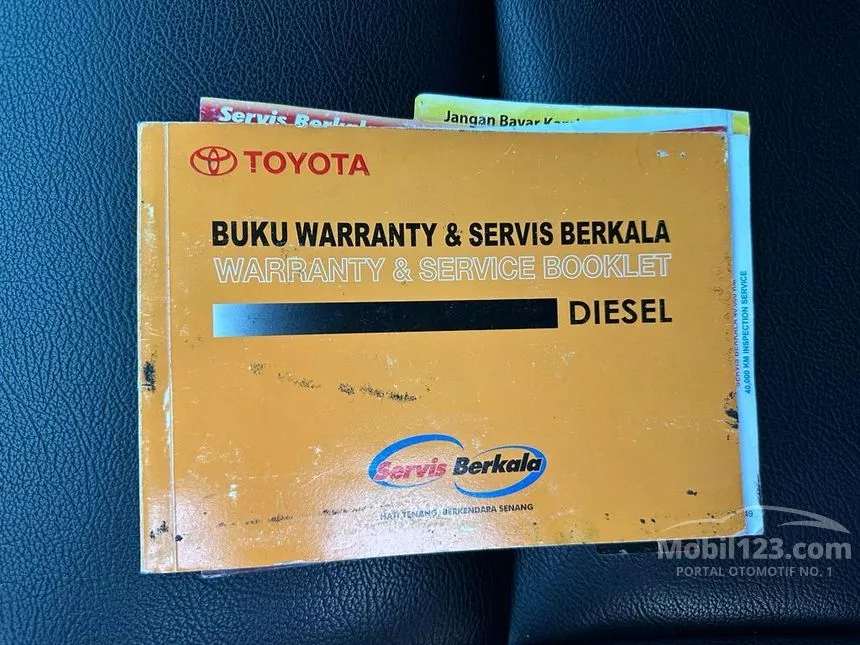 Servis Berkala
Jangan Bayar
TOYOTA
BUKU WARRANTY & SERVIS BERKALA
WARRANTY & SERVICE BOOKLET
DIESEL
40.000 KM INSPECTION SERVICE
Servis Berkala
HATI TENANG, BERKENDARA SENANG
49
Mobil123.com
PORTAL OTOMOTIF NO. 1